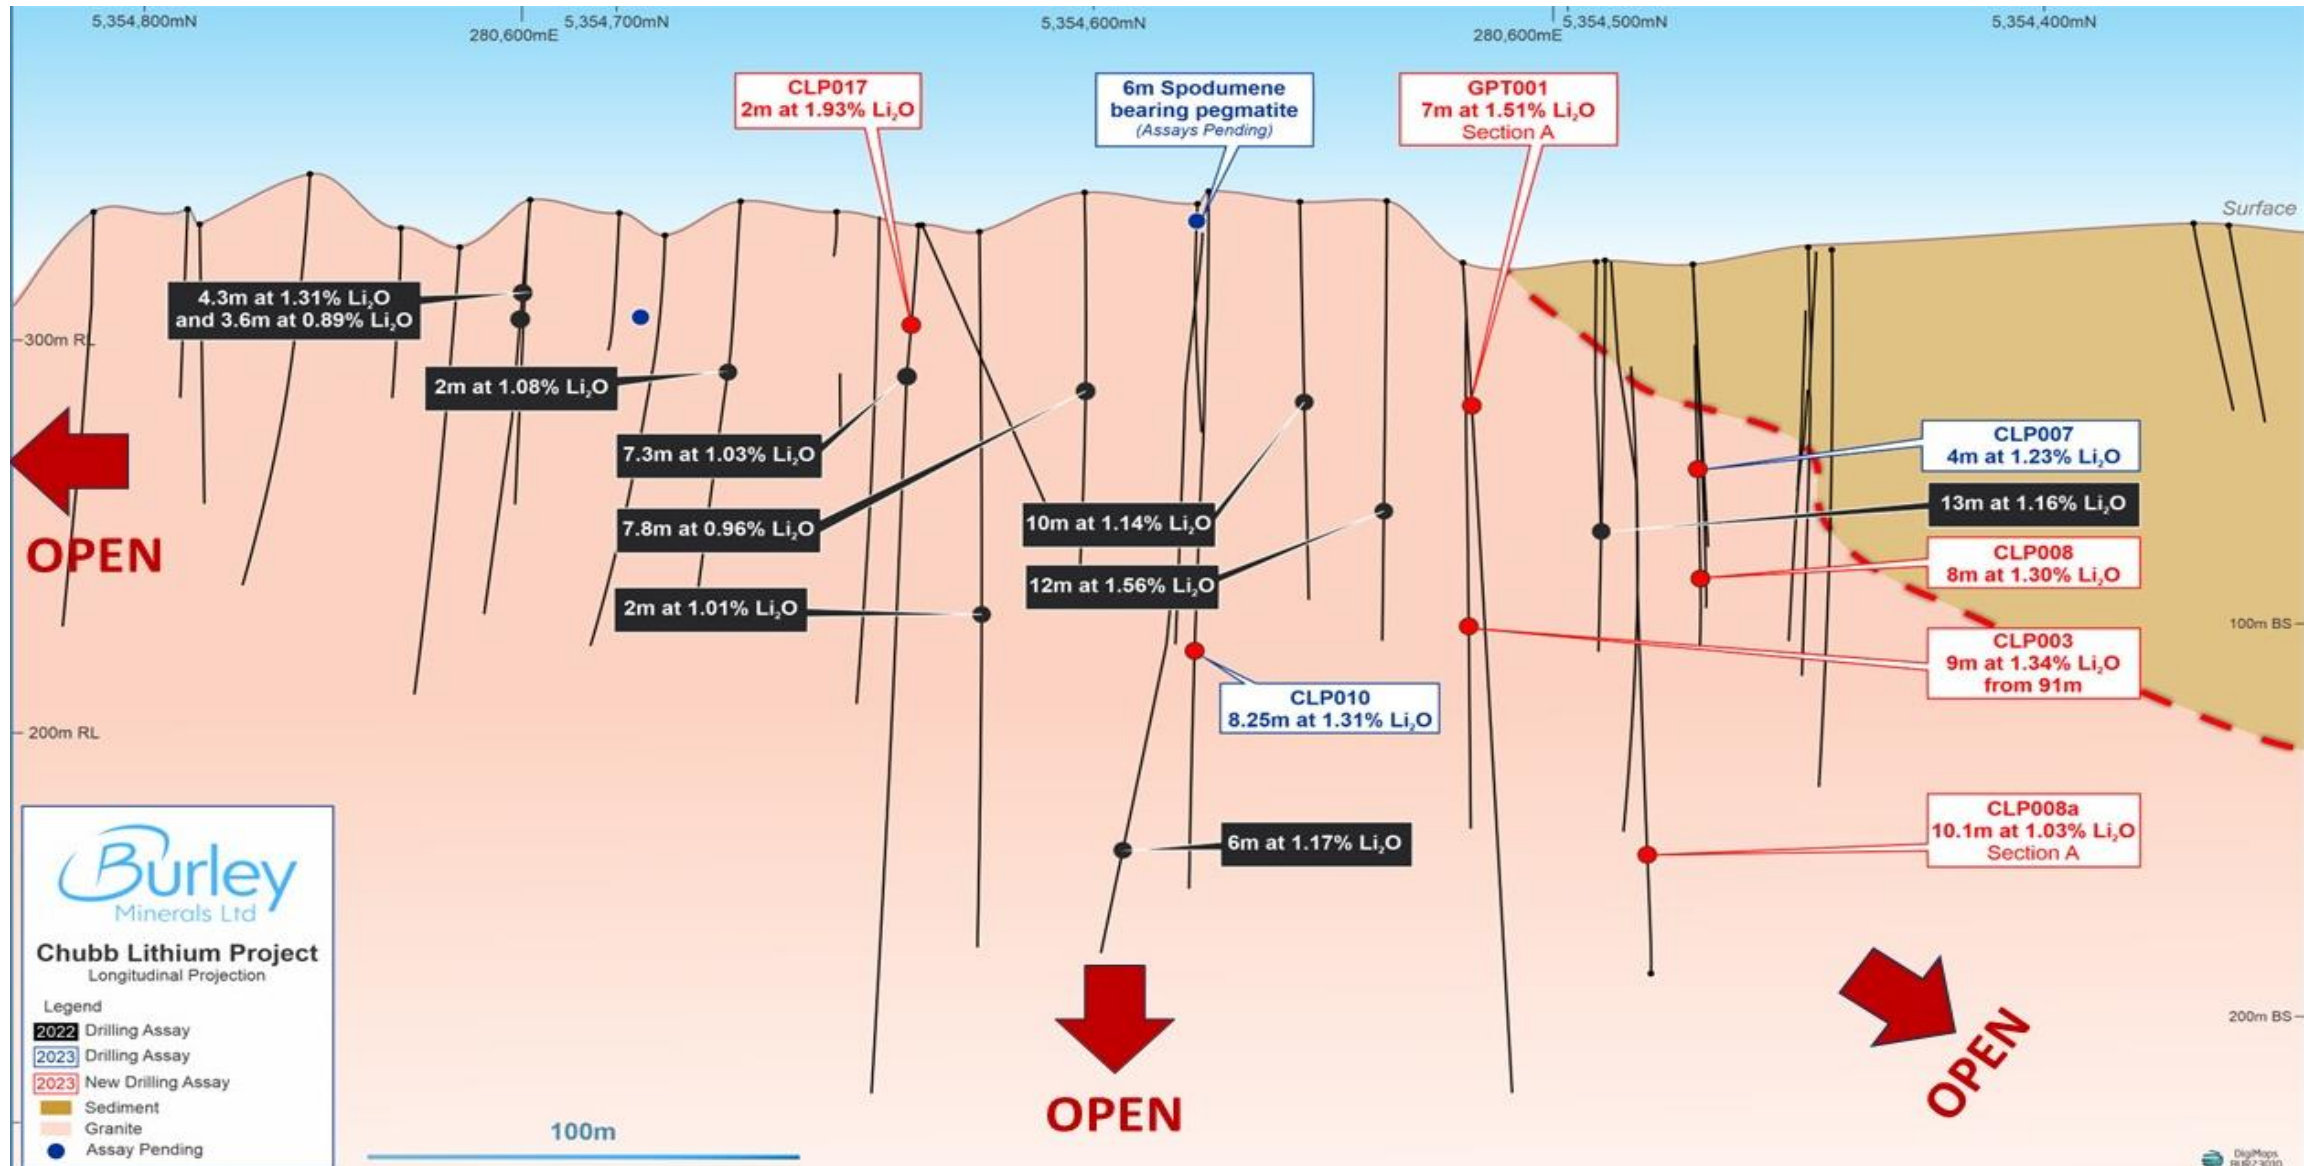 5,354,800mN
280,600mE
5,354,700mN
5,354,600mN
280,600mE
5,354,500mN
5,354,400mN
CLP017
2m at 1.93% Li₂O
6m Spodumene
bearing pegmatite
(Assays Pending)
GPT001
7m at 1.51% Li₂O
Section A
Surface
4.3m at 1.31% Li₂O
and 3.6m at 0.89% Li₂O
300m RL
2m at 1.08% Li₂O
7.3m at 1.03% Li₂O
7.8m at 0.96% Li₂O
2m at 1.01% Li₂O
10m at 1.14% Li₂O
12m at 1.56% Li₂O
CLP007
4m at 1.23% Li₂O
13m at 1.16% Li₂O
CLP008
8m at 1.30% Li₂O
100m BS
CLP003
9m at 1.34% Li₂O
from 91m
OPEN
CLP010
8.25m at 1.31% Li₂O
200m RL
6m at 1.17% Li₂O
CLP008a
10.1m at 1.03% Li₂O
Section A
200m BS
OPEN
OPEN
Burley
Minerals Ltd
Chubb Lithium Project
Longitudinal Projection
Legend
2022 Drilling Assay
2023 Drilling Assay
2023 New Drilling Assay
Sediment
Granite
Assay Pending
100m
DigiMaps